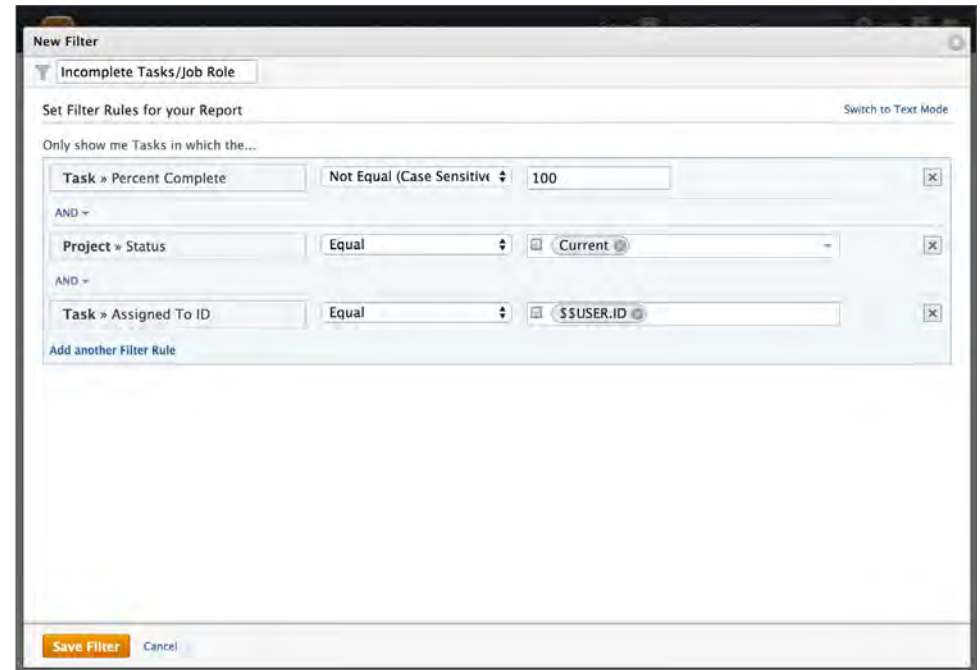 New Filter
Incomplete Tasks/Job Role
Set Filter Rules for your Report Switch to Text Mode
Only show me Tasks in which the...
Task » Percent Complete Not Equal (Case Sensitive 100
AND
Project » Status Equal Current
AND
Task » Assigned To ID Equal $$USER.ID
Add another Filter Rule
Save Filter Cancel